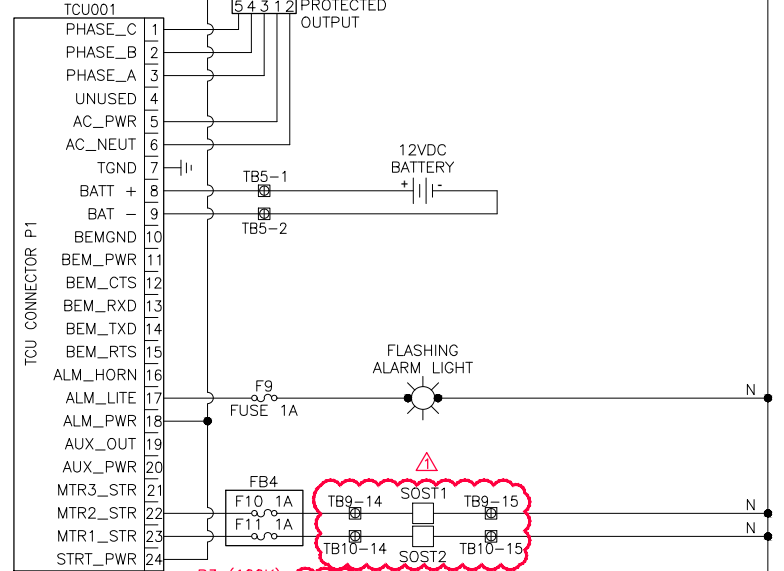 TCU001
5 4 3 1 2
PROTECTED
OUTPUT
PHASE_C 1
PHASE_B 2
PHASE_A 3
UNUSED 4
AC_PWR 5
AC_NEUT 6
TGND 7
BATT + 8
BAT - 9
BEMGND 10
BEM_PWR 11
BEM_CTS 12
BEM_RXD 13
BEM_TXD 14
BEM_RTS 15
ALM_HORN 16
ALM_LITE 17
ALM_PWR 18
AUX_OUT 19
AUX_PWR 20
MTR3_STR 21
MTR2_STR 22
MTR1_STR 23
STRT_PWR 24
TCU CONNECTOR P1
12VDC
BATTERY
+ -
TB5-1
TB5-2
FLASHING
ALARM LIGHT
F9
FUSE 1A
N
1
FB4
F10 1A
F11 1A
TB9-14 SOST1 TB9-15
N
TB10-14 SOST2 TB10-15
N